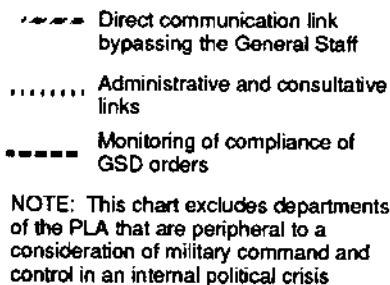 Direct communication link
bypassing the General Staff
Administrative and consultative
links
Monitoring of compliance of
GSD orders
NOTE: This chart excludes departments
of the PLA that are peripheral to a
consideration of military command and
control in an internal political crisis